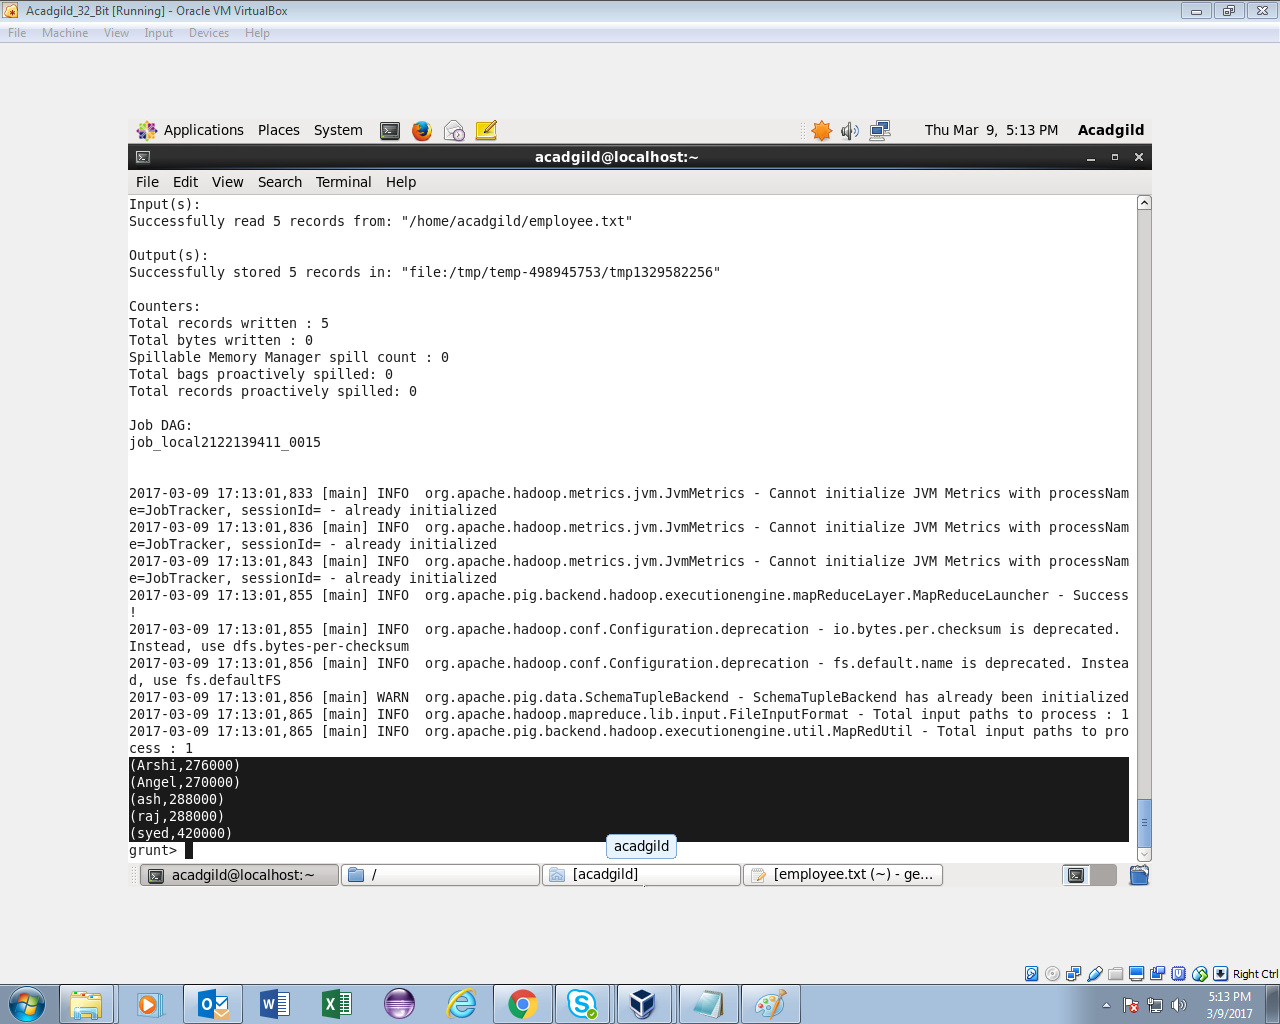 Acadgild_32_Bit [Running] - Oracle VM VirtualBox
File Machine View Input Devices Help
Applications Places System Thu Mar 9, 5:13 PM Acadgild
acadgild@localhost:~
File Edit View Search Terminal Help
Input(s):
Successfully read 5 records from: "/home/acadgild/employee.txt"
Output(s):
Successfully stored 5 records in: "file:/tmp/temp-498945753/tmp1329582256"
Counters:
Total records written : 5
Total bytes written : 0
Spillable Memory Manager spill count : 0
Total bags proactively spilled: 0
Total records proactively spilled: 0
Job DAG:
job_local2122139411_0015
2017-03-09 17:13:01,833 [main] INFO  org.apache.hadoop.metrics.jvm.JvmMetrics - Cannot initialize JVM Metrics with processNam
e=JobTracker, sessionId= - already initialized
2017-03-09 17:13:01,836 [main] INFO  org.apache.hadoop.metrics.jvm.JvmMetrics - Cannot initialize JVM Metrics with processNam
e=JobTracker, sessionId= - already initialized
2017-03-09 17:13:01,843 [main] INFO  org.apache.hadoop.metrics.jvm.JvmMetrics - Cannot initialize JVM Metrics with processNam
e=JobTracker, sessionId= - already initialized
2017-03-09 17:13:01,855 [main] INFO  org.apache.pig.backend.hadoop.executionengine.mapReduceLayer.MapReduceLauncher - Success
!
2017-03-09 17:13:01,855 [main] INFO  org.apache.hadoop.conf.Configuration.deprecation - io.bytes.per.checksum is deprecated.
Instead, use dfs.bytes-per-checksum
2017-03-09 17:13:01,856 [main] INFO  org.apache.hadoop.conf.Configuration.deprecation - fs.default.name is deprecated. Instea
d, use fs.defaultFS
2017-03-09 17:13:01,856 [main] WARN  org.apache.pig.data.SchemaTupleBackend - SchemaTupleBackend has already been initialized
2017-03-09 17:13:01,865 [main] INFO  org.apache.hadoop.mapreduce.lib.input.FileInputFormat - Total input paths to process : 1
2017-03-09 17:13:01,865 [main] INFO  org.apache.pig.backend.hadoop.executionengine.util.MapRedUtil - Total input paths to pro
cess : 1
(Arshi,276000)
(Angel,270000)
(ash,288000)
(raj,288000)
(syed,420000)
grunt>
acadgild
acadgild@localhost:~ / [acadgild] [employee.txt (~) - ge...
Right Ctrl
5:13 PM
3/9/2017